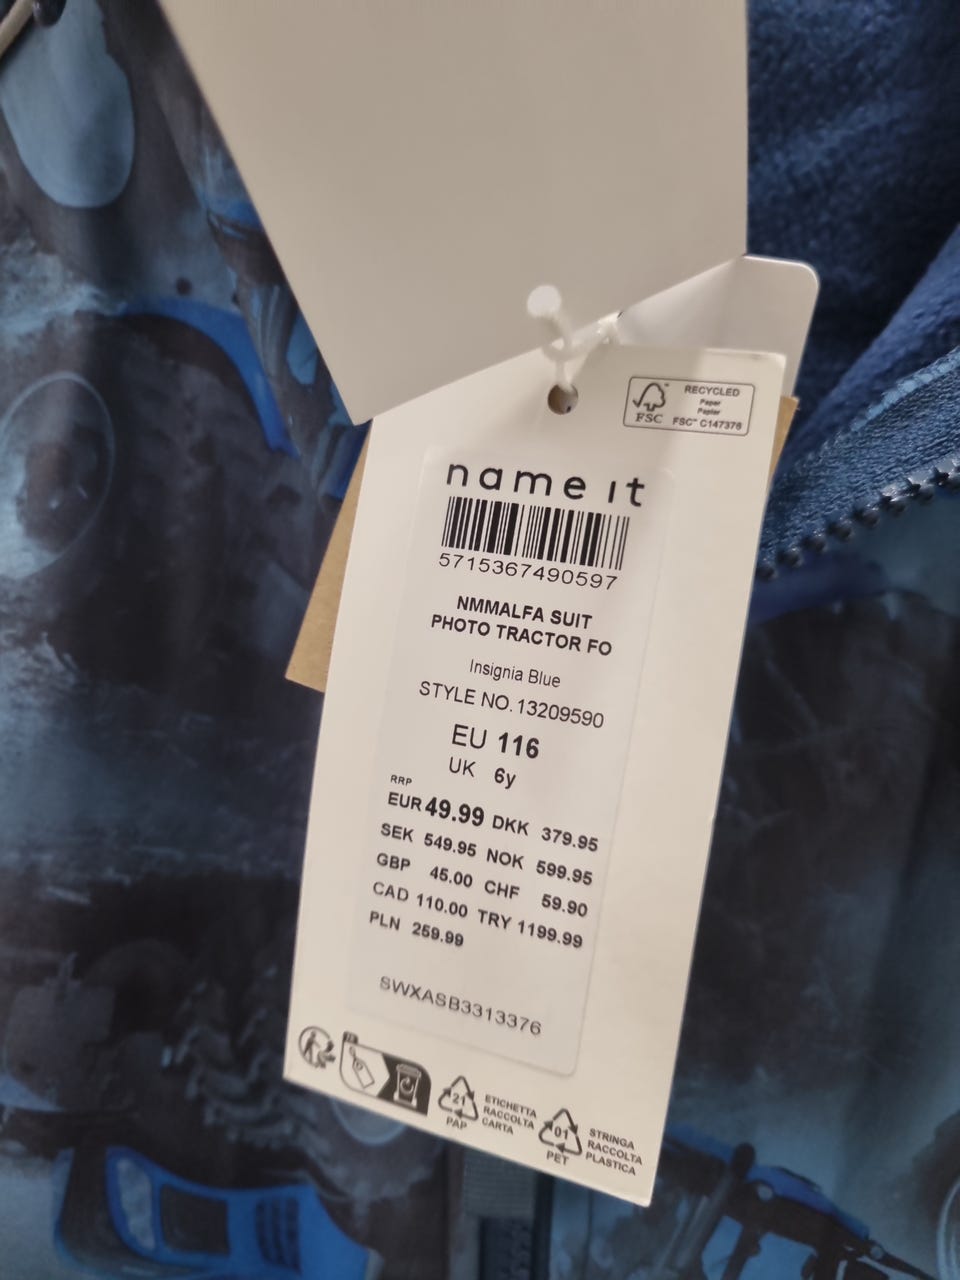 RECYCLED
Paper
Papier
FSC™ C147376
FSC
name it
5715367490597
NMMALFA SUIT
PHOTO TRACTOR FO
Insignia Blue
STYLE NO. 13209590
EU 116
UK 6y
RRP
EUR 49.99 DKK 379.95
SEK 549.95 NOK 599.95
GBP 45.00 CHF 59.90
CAD 110.00 TRY 1199.99
PLN 259.99
SWXASB3313376
21
PAP
ETICHETTA
RACCOLTA
CARTA
01
PET
STRINGA
RACCOLTA
PLASTICA